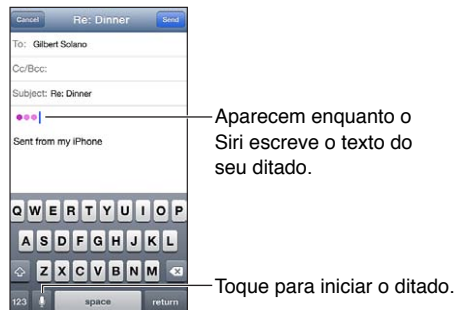 Cancel Re: Dinner Send
To: Gilbert Solano
Cc/Bcc:
Subject: Re: Dinner
Aparecem enquanto o
Siri escreve o texto do
seu ditado.
Sent from my iPhone
Q W E R T Y U I O P
A S D F G H J K L
Z X C V B N M
123 space return
Toque para iniciar o ditado.